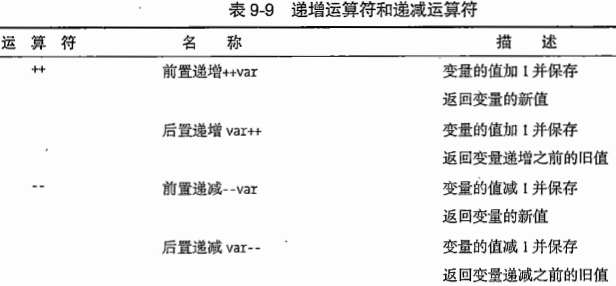 表 9-9 递增运算符和递减运算符
运 算 符 名 称 描 述
++ 前置递增++var 变量的值加 1 并保存
返回变量的新值
后置递增 var++ 变量的值加 1 并保存
返回变量递增之前的旧值
-- 前置递减--var 变量的值减 1 并保存
返回变量的新值
后置递减 var-- 变量的值减 1 并保存
返回变量递减之前的旧值